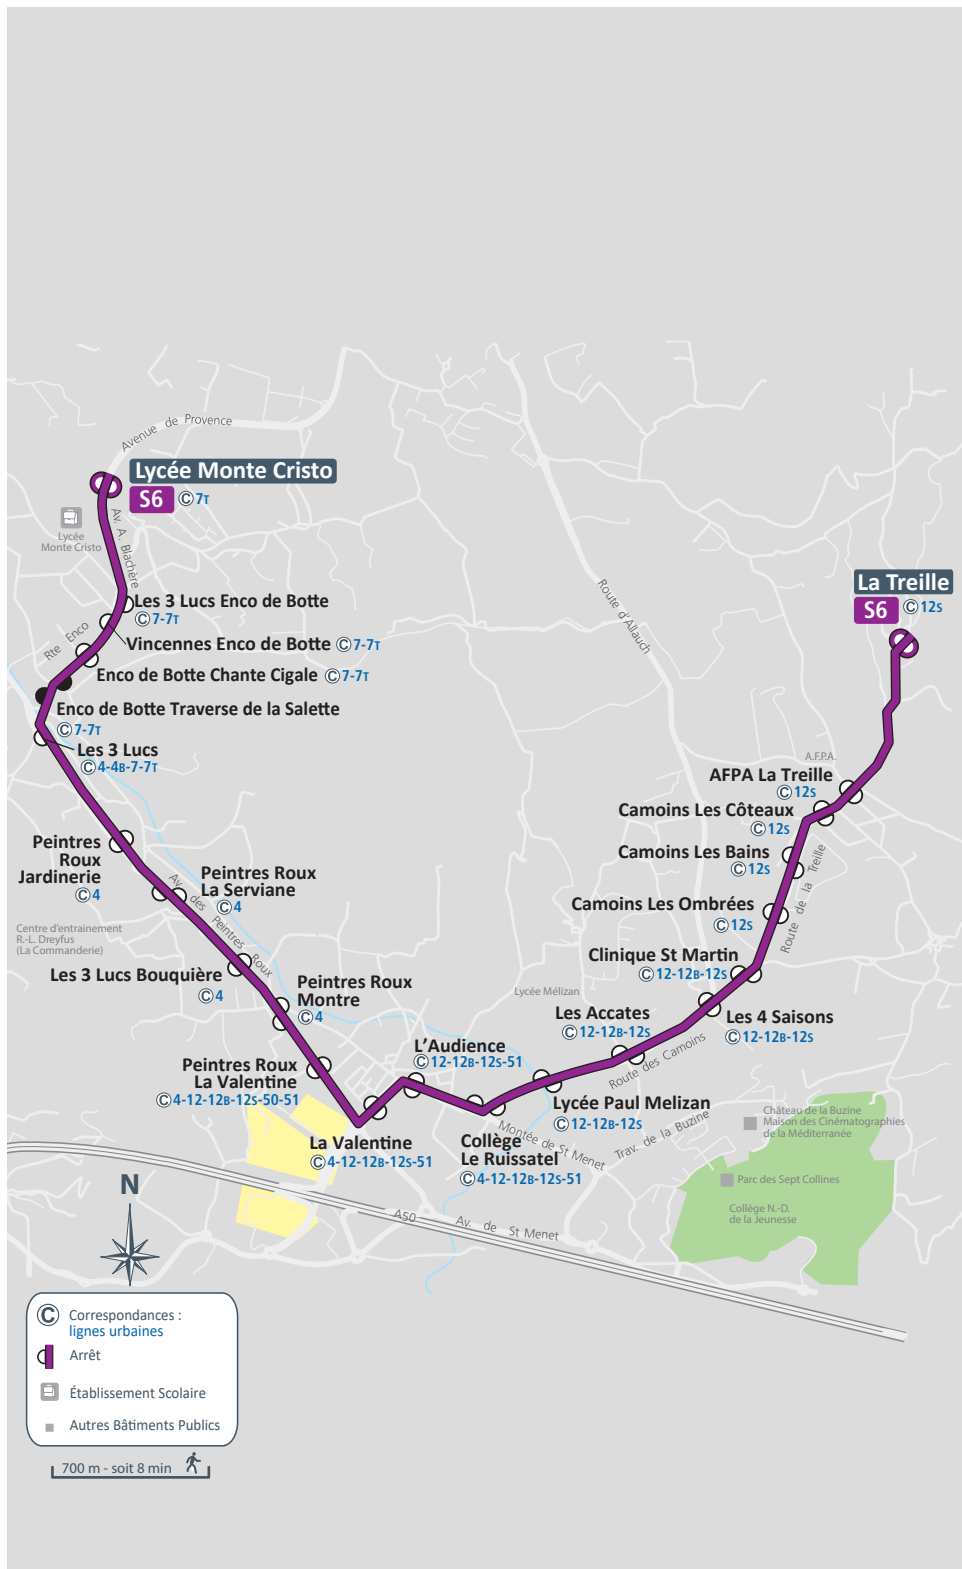 Avenue de Provence
Lycée Monte Cristo
S6 C 7T
Lycée
Monte Cristo
Av. A. Blachère
Les 3 Lucs Enco de Botte
C 7-7T
Rte Enco
Vincennes Enco de Botte C 7-7T
Enco de Botte Chante Cigale C 7-7T
Enco de Botte Traverse de la Salette
C 7-7T
Les 3 Lucs
C 4-4B-7-7T
Route d'Allauch
La Treille
S6 C 12S
A.F.P.A.
AFPA La Treille
C 12S
Camoins Les Côteaux
C 12S
Camoins Les Bains
C 12S
Route de la Treille
Camoins Les Ombrées
C 12S
Clinique St Martin
C 12-12B-12S
Les 4 Saisons
C 12-12B-12S
Lycée Mélizan
Les Accates
C 12-12B-12S
Route des Camoins
Peintres
Roux
Jardinerie
C 4
Peintres Roux
La Serviane
C 4
Av. des Peintres Roux
Centre d'entrainement
R.-L. Dreyfus
(La Commanderie)
Les 3 Lucs Bouquière
C 4
Peintres Roux
Montre
C 4
L'Audience
C 12-12B-12S-51
Peintres Roux
La Valentine
C 4-12-12B-12S-50-51
Lycée Paul Melizan
C 12-12B-12S
Montée de St Menet
Trav. de la Buzine
Château de la Buzine
Maison des Cinématographies
de la Méditerranée
La Valentine
C 4-12-12B-12S-51
Collège
Le Ruissatel
C 4-12-12B-12S-51
Parc des Sept Collines
Collège N.-D.
de la Jeunesse
A50
Av. de St Menet
N
C Correspondances :
lignes urbaines
Arrêt
Établissement Scolaire
Autres Bâtiments Publics
700 m - soit 8 min